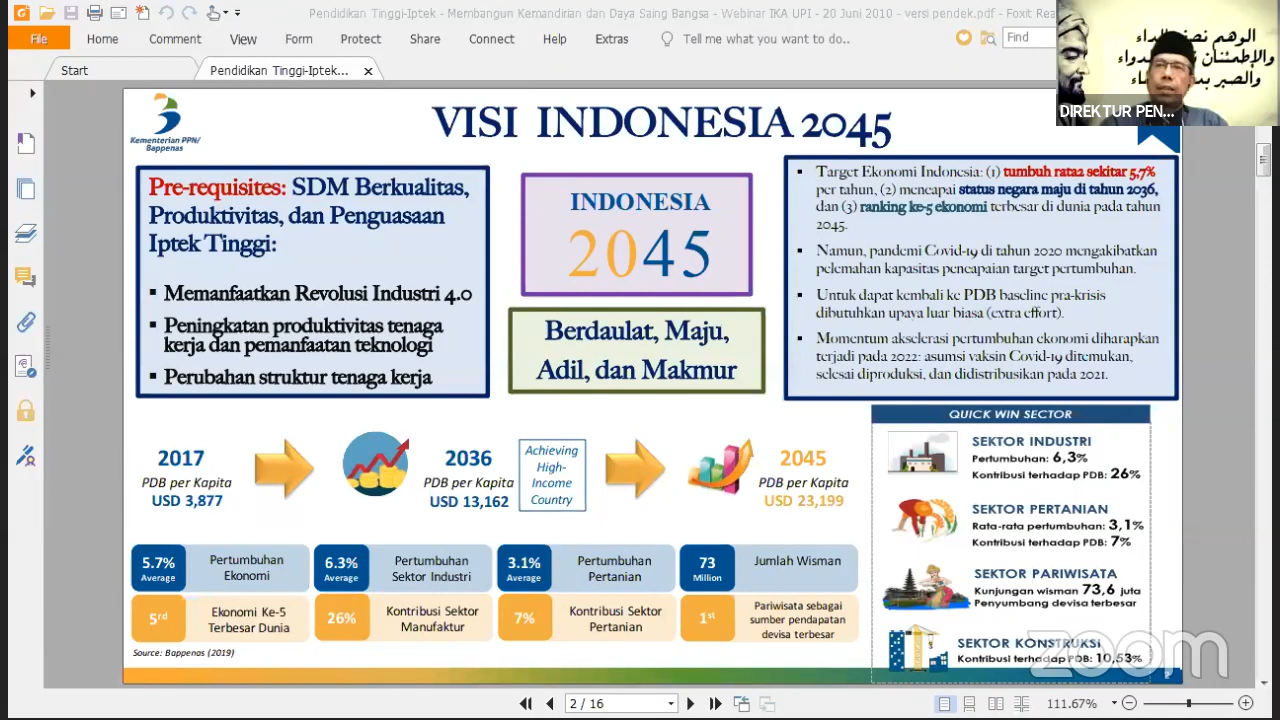 Pendidikan Tinggi-Iptek - Membangun Kemandirian dan Daya Saing Bangsa - Webinar IKA UPI - 20 Juni 2010 - versi pendek.pdf - Foxit Rea
File Home Comment View Form Protect Share Connect Help Extras Tell me what you want to do.. Find
Start Pendidikan Tinggi-Iptek... ×
الوهم نصف الداء
والإطمئنان نصف الدواء
والصبر
DIREKTUR PEN...
Kementerian PPN/
Bappenas
VISI INDONESIA 2045
Pre-requisites: SDM Berkualitas,
Produktivitas, dan Penguasaan
Iptek Tinggi:
▪ Memanfaatkan Revolusi Industri 4.0
▪ Peningkatan produktivitas tenaga
kerja dan pemanfaatan teknologi
▪ Perubahan struktur tenaga kerja
INDONESIA
2045
Berdaulat, Maju,
Adil, dan Makmur
▪ Target Ekonomi Indonesia: (1) tumbuh rata2 sekitar 5,7%
per tahun, (2) mencapai status negara maju di tahun 2036,
dan (3) ranking ke-5 ekonomi terbesar di dunia pada tahun
2045.
▪ Namun, pandemi Covid-19 di tahun 2020 mengakibatkan
pelemahan kapasitas pencapaian target pertumbuhan.
▪ Untuk dapat kembali ke PDB baseline pra-krisis
dibutuhkan upaya luar biasa (extra effort).
▪ Momentum akselerasi pertumbuhan ekonomi diharapkan
terjadi pada 2022: asumsi vaksin Covid-19 ditemukan,
selesai diproduksi, dan didistribusikan pada 2021.
2017
PDB per Kapita
USD 3,877
2036
PDB per Kapita
USD 13,162
Achieving
High-
Income
Country
2045
PDB per Kapita
USD 23,199
QUICK WIN SECTOR
SEKTOR INDUSTRI
Pertumbuhan: 6,3%
Kontribusi terhadap PDB: 26%
SEKTOR PERTANIAN
Rata-rata pertumbuhan: 3,1%
Kontribusi terhadap PDB: 7%
SEKTOR PARIWISATA
Kunjungan wisman 73,6 juta
Penyumbang devisa terbesar
SEKTOR KONSTRUKSI
Kontribusi terhadap PDB: 10,53%
5.7%
Average
Pertumbuhan
Ekonomi
6.3%
Average
Pertumbuhan
Sektor Industri
3.1%
Average
Pertumbuhan
Pertanian
73
Million
Jumlah Wisman
5rd
Ekonomi Ke-5
Terbesar Dunia
26%
Kontribusi Sektor
Manufaktur
7%
Kontribusi Sektor
Pertanian
1st
Pariwisata sebagai
sumber pendapatan
devisa terbesar
Source: Bappenas (2019)
zoom
2 / 16 111.67%